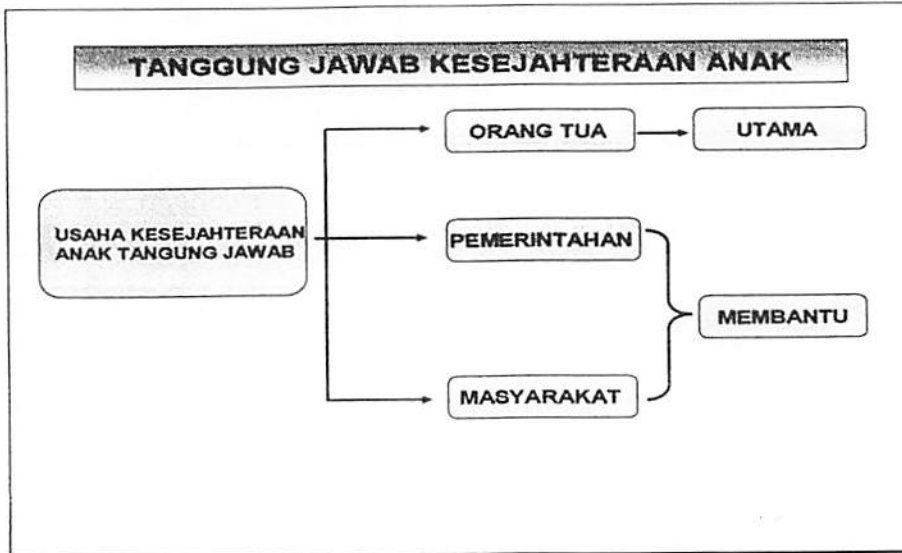 TANGGUNG JAWAB KESEJAHTERAAN ANAK
ORANG TUA
UTAMA
USAHA KESEJAHTERAAN
ANAK TANGUNG JAWAB
PEMERINTAHAN
MEMBANTU
MASYARAKAT